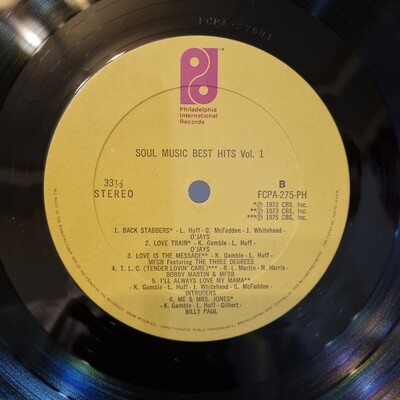 Philadelphia
International
Records
SOUL MUSIC BEST HITS Vol. 1
33⅓
STEREO
B
FCPA-275-PH
*Ⓟ 1972 CBS, Inc.
**Ⓟ 1973 CBS, Inc.
***Ⓟ 1975 CBS, Inc.
1. BACK STABBERS* - L. Huff - G. McFadden - J. Whitehead -
O'JAYS
2. LOVE TRAIN* - K. Gamble - L. Huff -
O'JAYS
3. LOVE IS THE MESSAGE** - K. Gamble - L. Huff -
MFSB Featuring THE THREE DEGREES
4. T. L. C. (TENDER LOVIN' CARE)*** - R. L. Martin - N. Harris -
BOBBY MARTIN & MFSB
5. I'LL ALWAYS LOVE MY MAMA**
K. Gamble - L. Huff - J. Whitehead - G. McFadden -
INTRUDERS
6. ME & MRS. JONES*
- K. Gamble - L. Huff - Gilbert -
BILLY PAUL